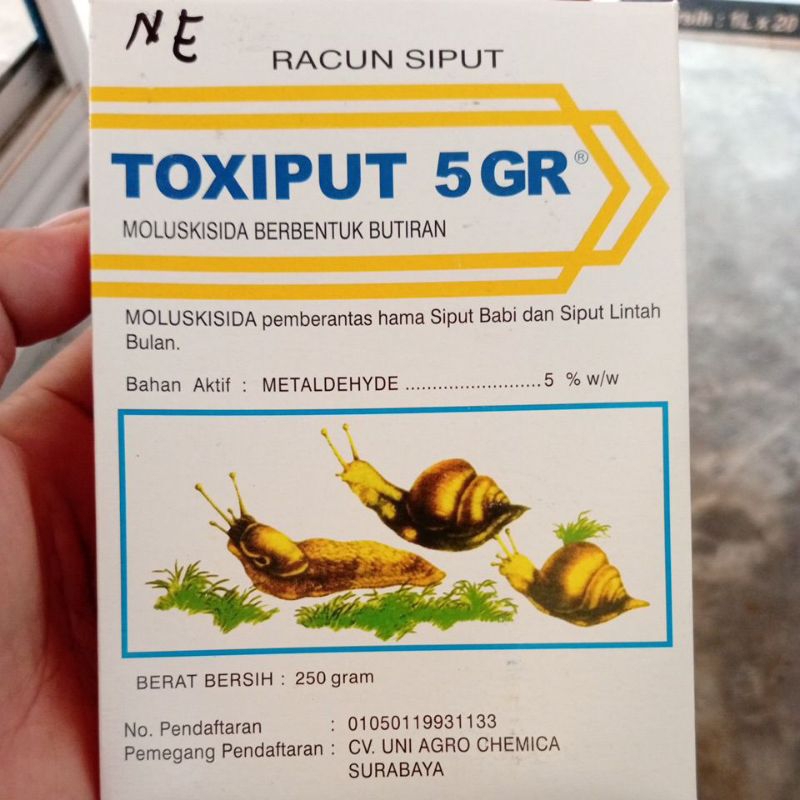 NE
RACUN SIPUT
TOXIPUT 5GR®
MOLUSKISIDA BERBENTUK BUTIRAN
MOLUSKISIDA pemberantas hama Siput Babi dan Siput Lintah
Bulan.
Bahan Aktif : METALDEHYDE ......................... 5 % w/w
BERAT BERSIH : 250 gram
No. Pendaftaran : 01050119931133
Pemegang Pendaftaran : CV. UNI AGRO CHEMICA
SURABAYA